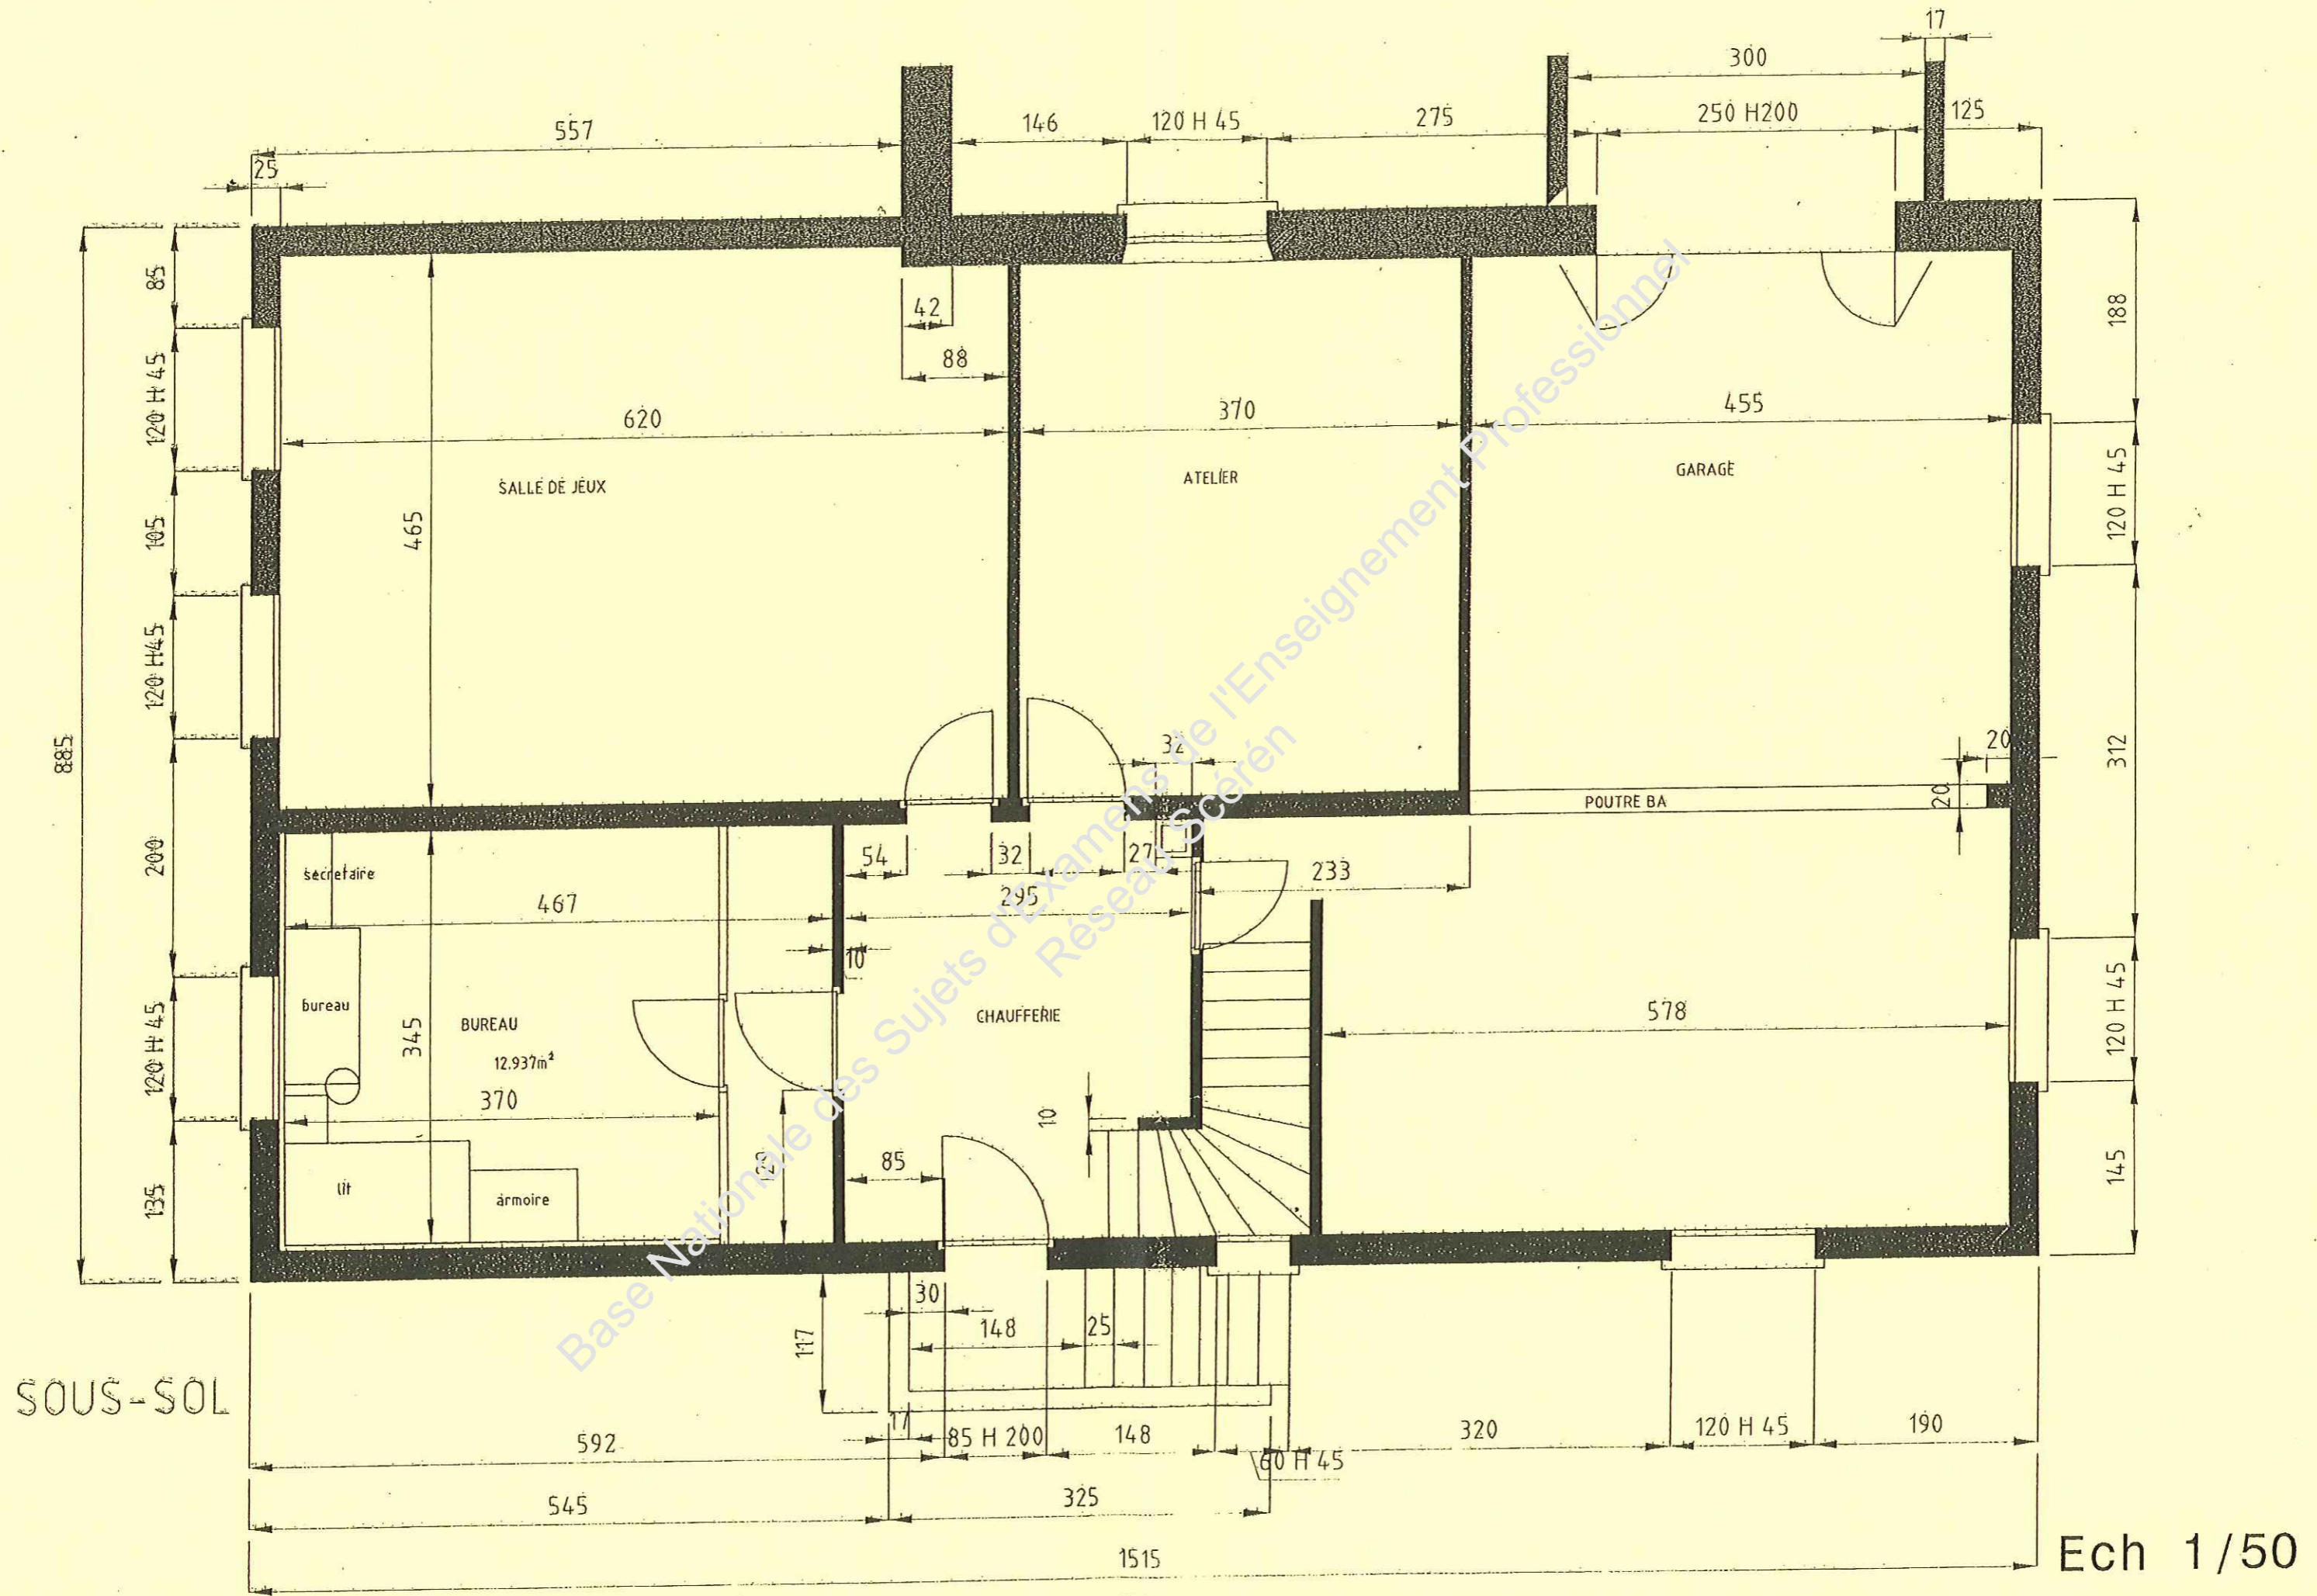 17
300
557
146
120 H 45
275
250 H200
125
25
85
42
88
188
120 H 45
620
370
455
SALLE DE JEUX
ATELIER
GARAGE
120 H 45
465
105
120 H45
885
32
20
312
POUTRE BA
20
200
54
32
27
233
secretaire
467
295
10
bureau
BUREAU
CHAUFFERIE
578
12.937m²
345
120 H 45
120 H 45
370
10
85
lit
armoire
135
145
30
148
25
117
SOUS-SOL
17
592
85 H 200
148
60 H 45
320
120 H 45
190
545
325
1515
Ech 1/50
Base Nationale des Sujets d'Examens de l'Enseignement Professionnel
Réseau Scérén